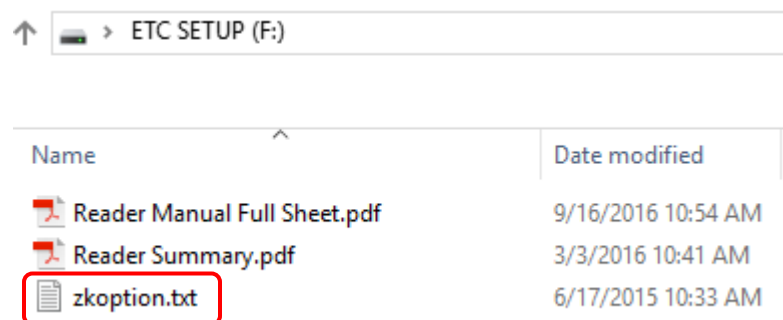 ETC SETUP (F:)
Name Date modified
Reader Manual Full Sheet.pdf 9/16/2016 10:54 AM
Reader Summary.pdf 3/3/2016 10:41 AM
zkoption.txt 6/17/2015 10:33 AM